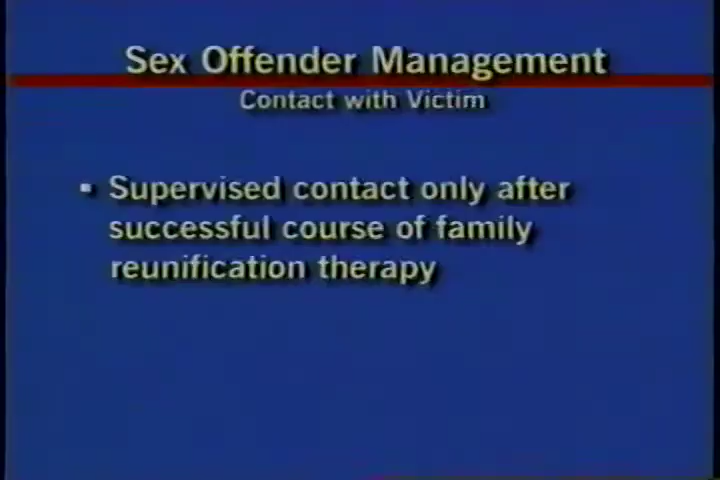 Sex Offender Management
Contact with Victim
▪ Supervised contact only after
successful course of family
reunification therapy